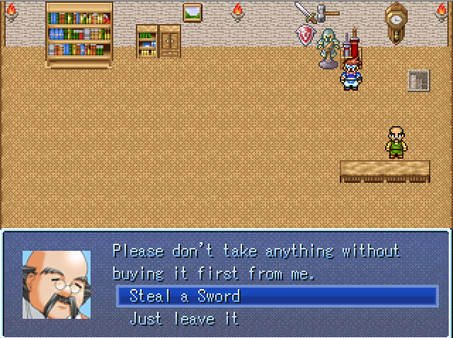 Please don't take anything without
buying it first from me.
Steal a Sword
Just leave it